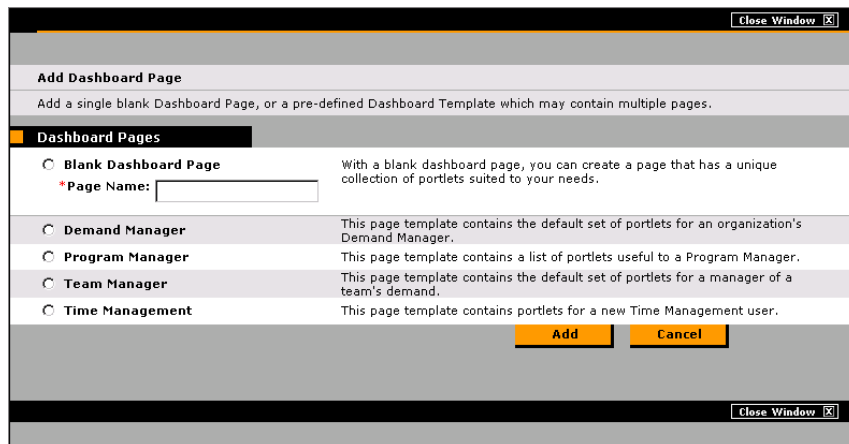 Close Window X
Add Dashboard Page
Add a single blank Dashboard Page, or a pre-defined Dashboard Template which may contain multiple pages.
Dashboard Pages
Blank Dashboard Page
With a blank dashboard page, you can create a page that has a unique
collection of portlets suited to your needs.
*Page Name:
Demand Manager
This page template contains the default set of portlets for an organization's
Demand Manager.
Program Manager
This page template contains a list of portlets useful to a Program Manager.
Team Manager
This page template contains the default set of portlets for a manager of a
team's demand.
Time Management
This page template contains portlets for a new Time Management user.
Add
Cancel
Close Window X